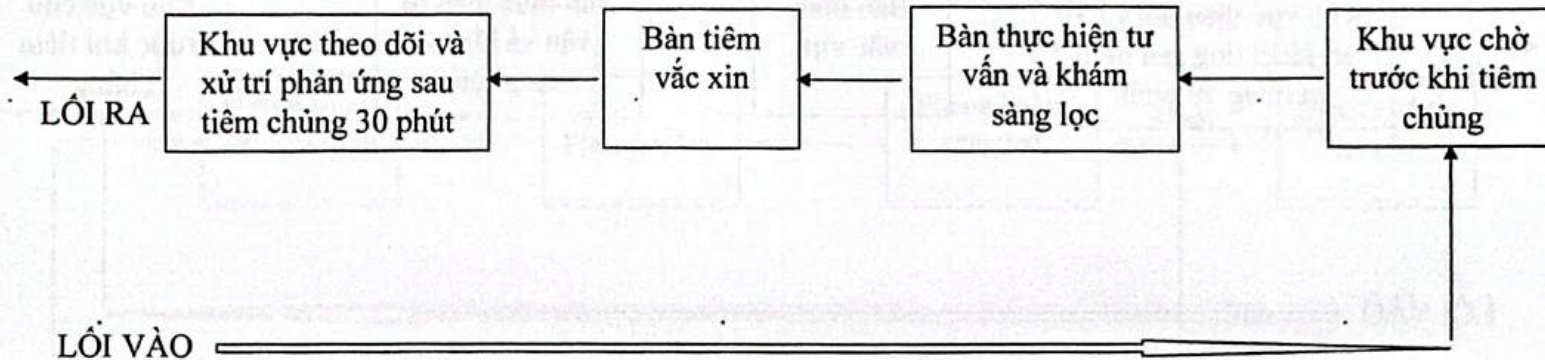 Khu vực theo dõi và
xử trí phản ứng sau
tiêm chủng 30 phút
Bàn tiêm
vắc xin
Bàn thực hiện tư
vấn và khám
sàng lọc
Khu vực chờ
trước khi tiêm
chủng
LỐI RA
LỐI VÀO